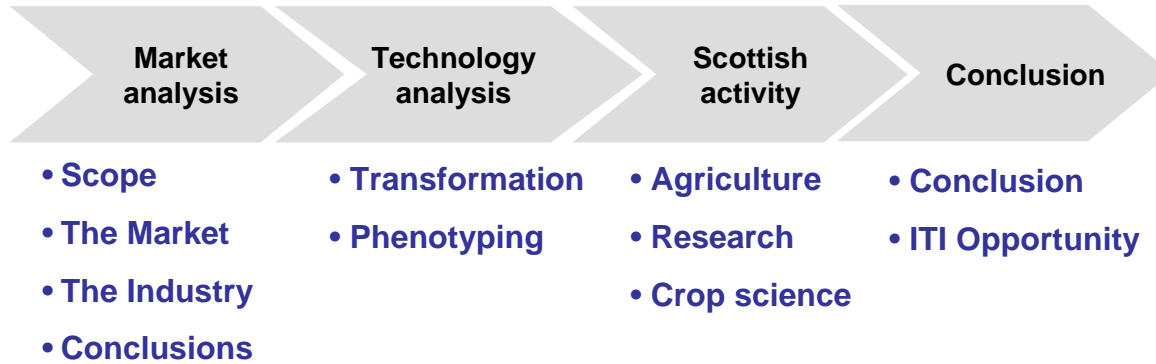 Market
analysis
• Scope
• The Market
• The Industry
• Conclusions
Technology
analysis
• Transformation
• Phenotyping
Scottish
activity
• Agriculture
• Research
• Crop science
Conclusion
• Conclusion
• ITI Opportunity